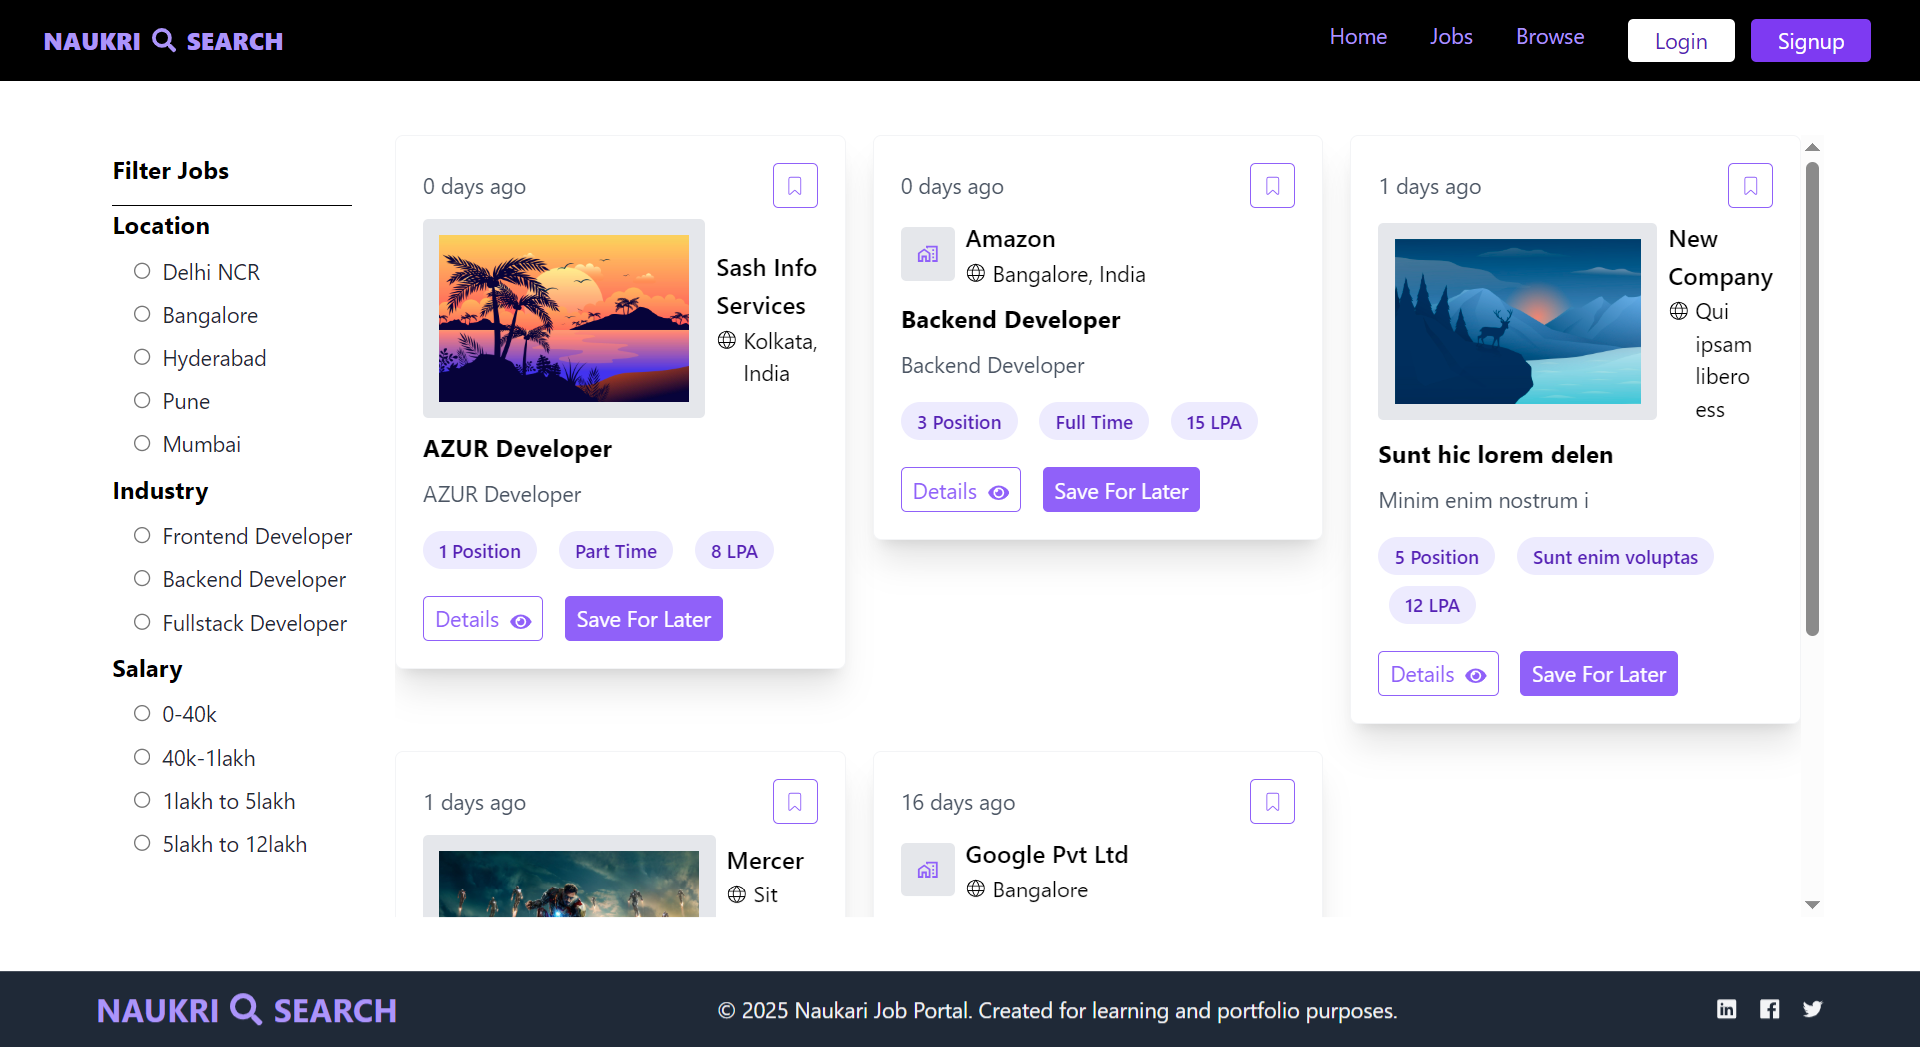 NAUKRI SEARCH
Home
Jobs
Browse
Login
Signup
Filter Jobs
Location
Delhi NCR
Bangalore
Hyderabad
Pune
Mumbai
Industry
Frontend Developer
Backend Developer
Fullstack Developer
Salary
0-40k
40k-1lakh
1lakh to 5lakh
5lakh to 12lakh
0 days ago
Sash Info
Services
Kolkata,
India
AZUR Developer
AZUR Developer
1 Position
Part Time
8 LPA
Details
Save For Later
0 days ago
Amazon
Bangalore, India
Backend Developer
Backend Developer
3 Position
Full Time
15 LPA
Details
Save For Later
1 days ago
New
Company
Qui
ipsam
libero
ess
Sunt hic lorem delen
Minim enim nostrum i
5 Position
Sunt enim voluptas
12 LPA
Details
Save For Later
1 days ago
Mercer
Sit
16 days ago
Google Pvt Ltd
Bangalore
NAUKRI SEARCH
© 2025 Naukari Job Portal. Created for learning and portfolio purposes.